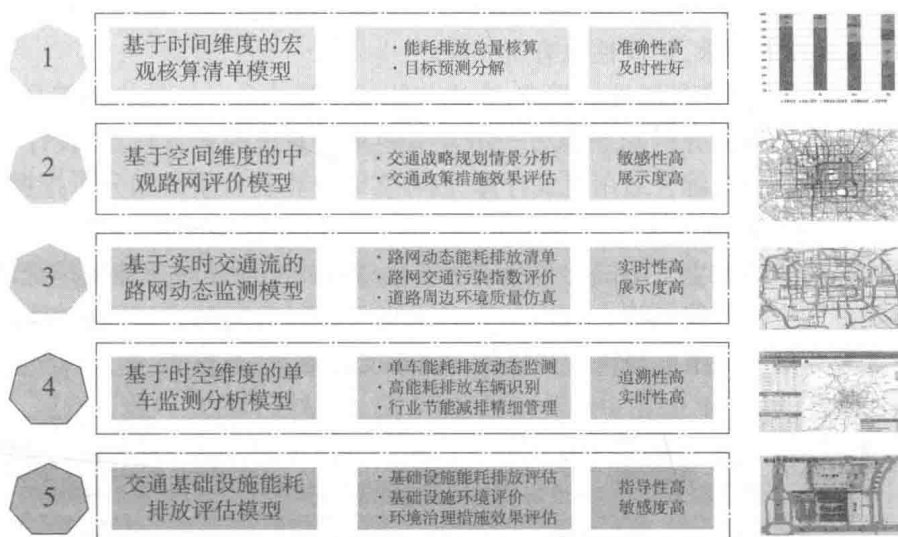 1
基于时间维度的宏
观核算清单模型
·能耗排放总量核算
·目标预测分解
准确性高
及时性好
2
基于空间维度的中
观路网评价模型
·交通战略规划情景分析
·交通政策措施效果评估
敏感性高
展示度高
3
基于实时交通流的
路网动态监测模型
·路网动态能耗排放清单
·路网交通污染指数评价
·道路周边环境质量仿真
实时性高
展示度高
4
基于时空维度的单
车监测分析模型
·单车能耗排放动态监测
·高能耗排放车辆识别
·行业节能减排精细管理
追溯性高
实时性高
5
交通基础设施能耗
排放评估模型
·基础设施能耗排放评估
·基础设施环境评价
·环境治理措施效果评估
指导性高
敏感度高